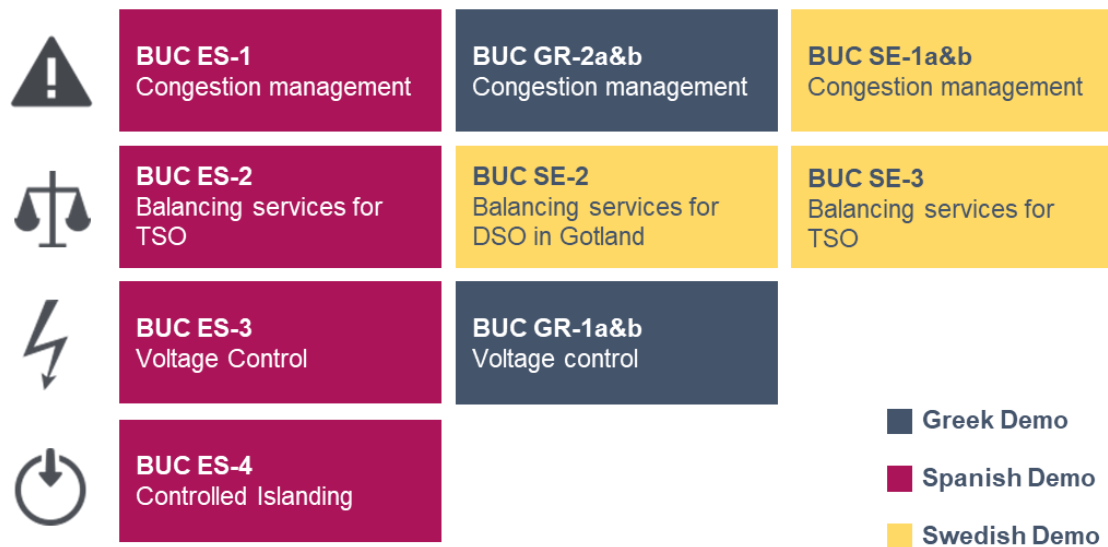 BUC ES-1
Congestion management
BUC GR-2a&b
Congestion management
BUC SE-1a&b
Congestion management
BUC ES-2
Balancing services for
TSO
BUC SE-2
Balancing services for
DSO in Gotland
BUC SE-3
Balancing services for
TSO
BUC ES-3
Voltage Control
BUC GR-1a&b
Voltage control
BUC ES-4
Controlled Islanding
Greek Demo
Spanish Demo
Swedish Demo